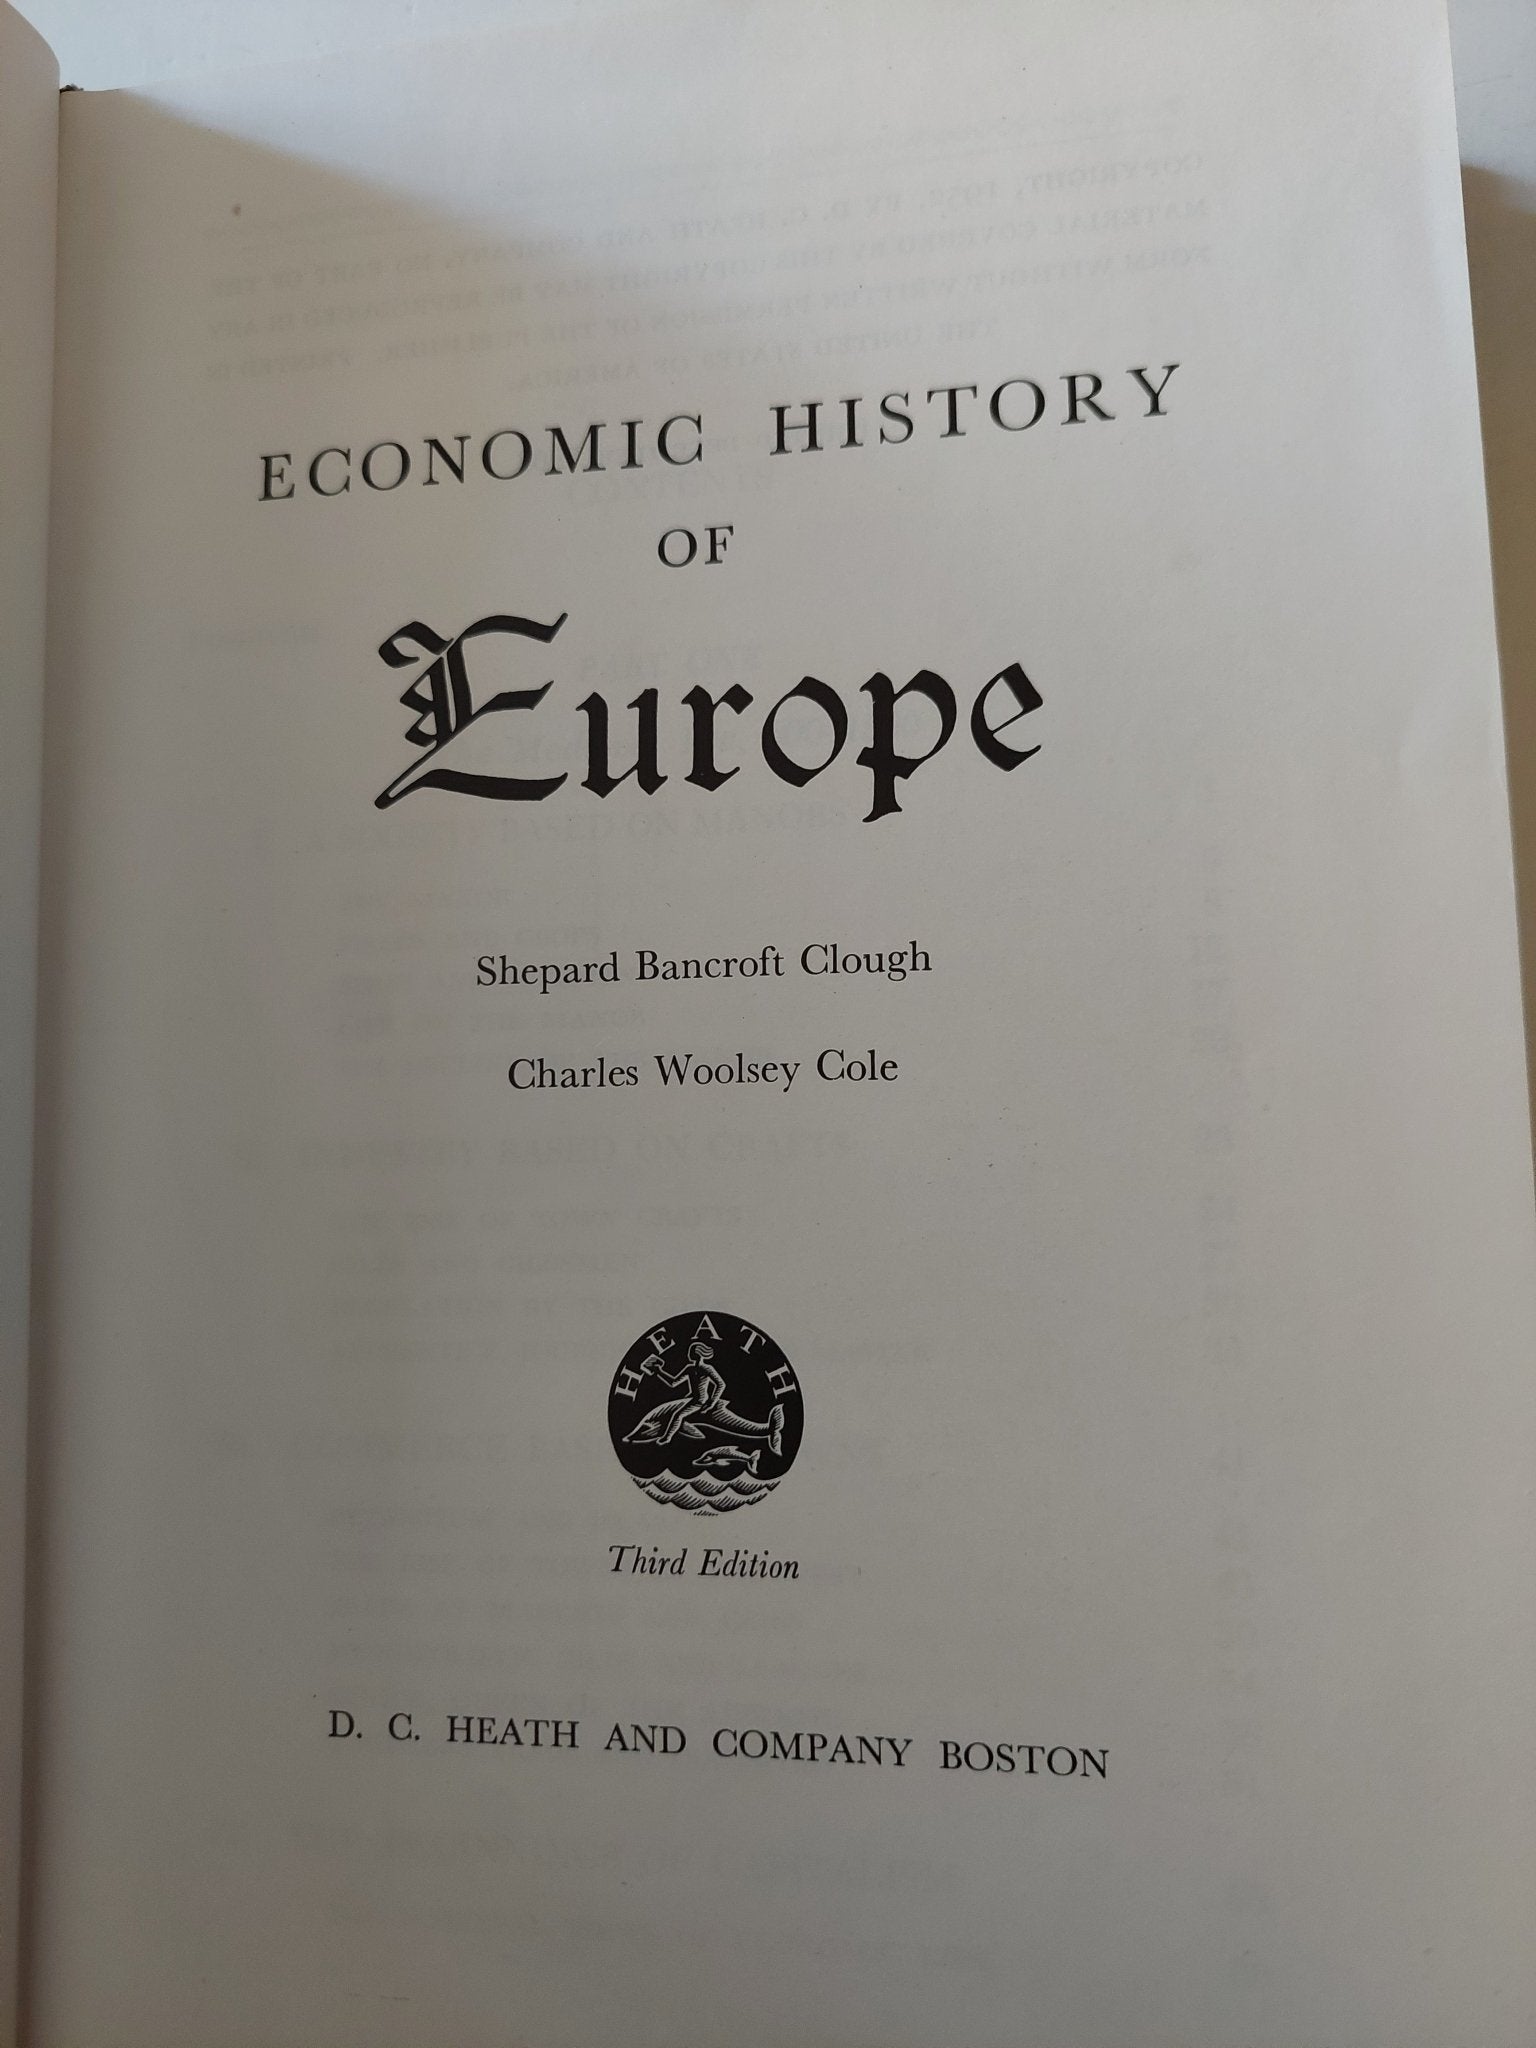 ECONOMIC HISTORY
OF
Europe
Shepard Bancroft Clough
Charles Woolsey Cole
HEATH
Third Edition
D. C. HEATH AND COMPANY BOSTON